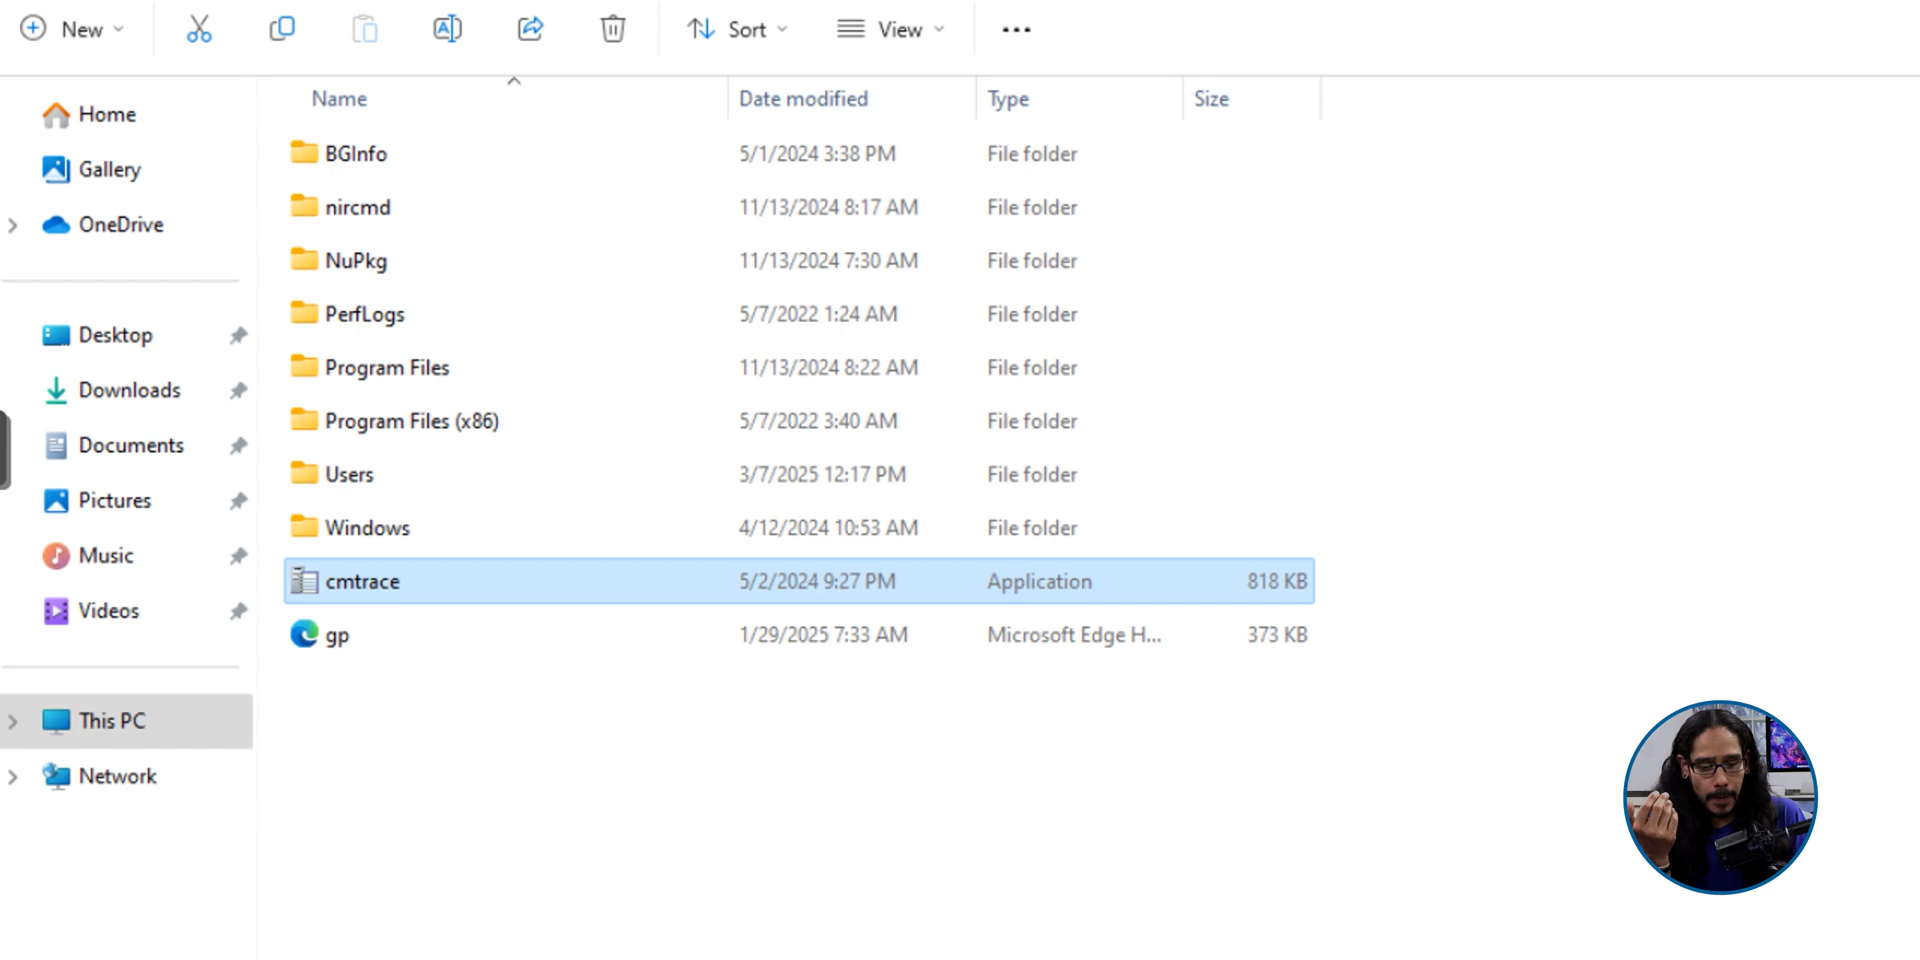 New Sort View
Name Date modified Type Size
Home
Gallery
OneDrive
Desktop
Downloads
Documents
Pictures
Music
Videos
This PC
Network
BGInfo 5/1/2024 3:38 PM File folder
nircmd 11/13/2024 8:17 AM File folder
NuPkg 11/13/2024 7:30 AM File folder
PerfLogs 5/7/2022 1:24 AM File folder
Program Files 11/13/2024 8:22 AM File folder
Program Files (x86) 5/7/2022 3:40 AM File folder
Users 3/7/2025 12:17 PM File folder
Windows 4/12/2024 10:53 AM File folder
cmtrace 5/2/2024 9:27 PM Application 818 KB
gp 1/29/2025 7:33 AM Microsoft Edge H... 373 KB